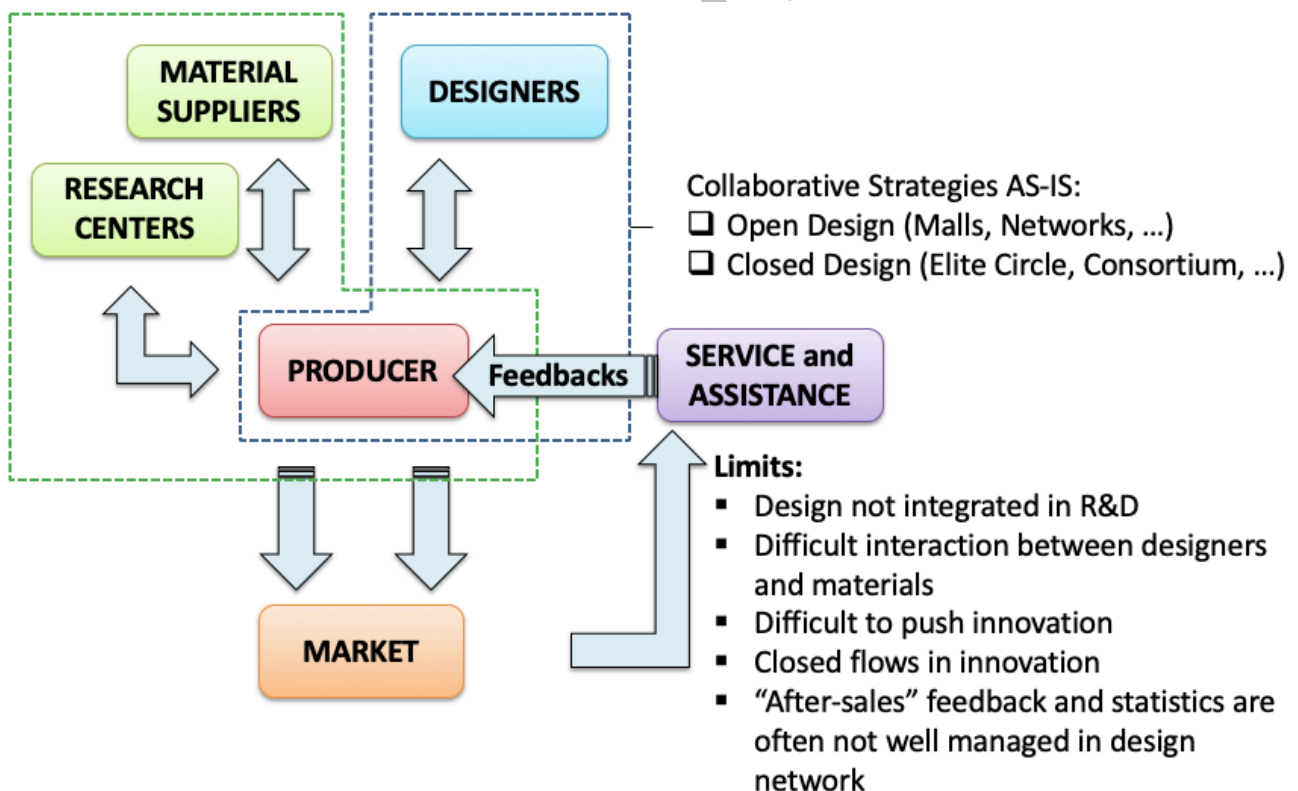 MATERIAL
SUPPLIERS
DESIGNERS
RESEARCH
CENTERS
Collaborative Strategies AS-IS:
❑ Open Design (Malls, Networks, ...)
❑ Closed Design (Elite Circle, Consortium, ...)
PRODUCER
Feedbacks
SERVICE and
ASSISTANCE
MARKET
Limits:
▪ Design not integrated in R&D
▪ Difficult interaction between designers
and materials
▪ Difficult to push innovation
▪ Closed flows in innovation
▪ “After-sales” feedback and statistics are
often not well managed in design
network